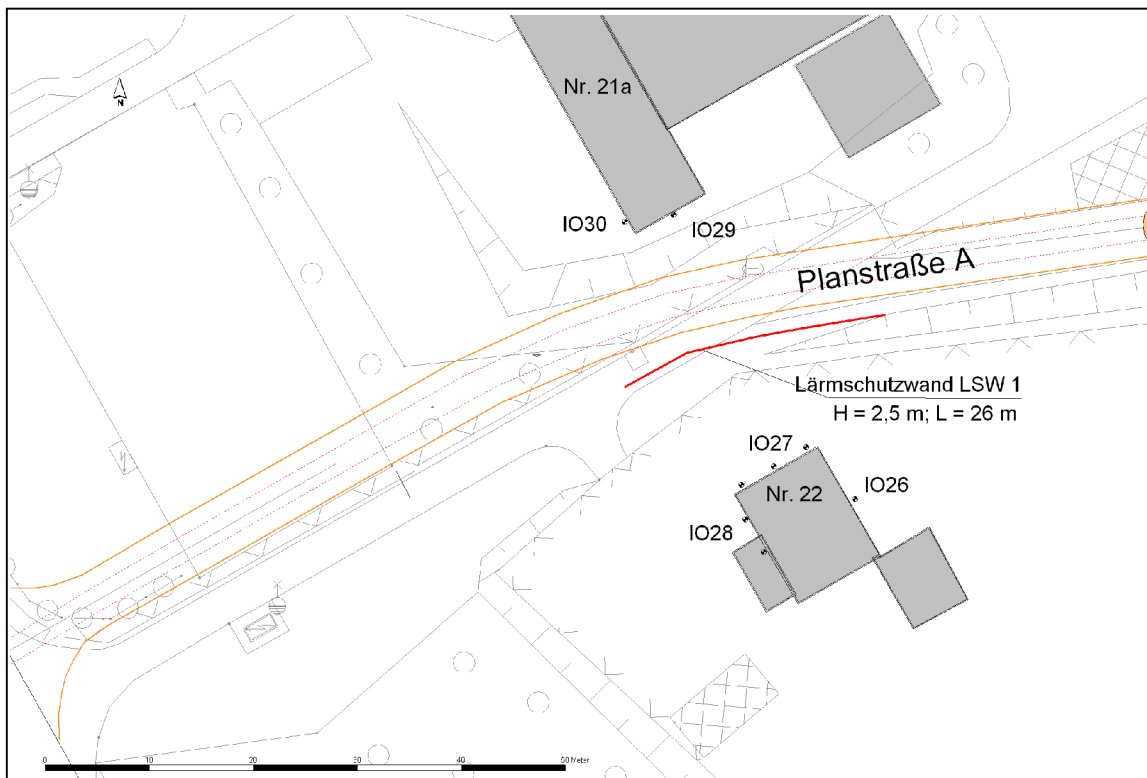 N
Nr. 21a
IO30
IO29
Planstraße A
Lärmschutzwand LSW 1
H = 2,5 m; L = 26 m
IO27
Nr. 22
IO26
IO28
0 10 20 30 40 50 Meter